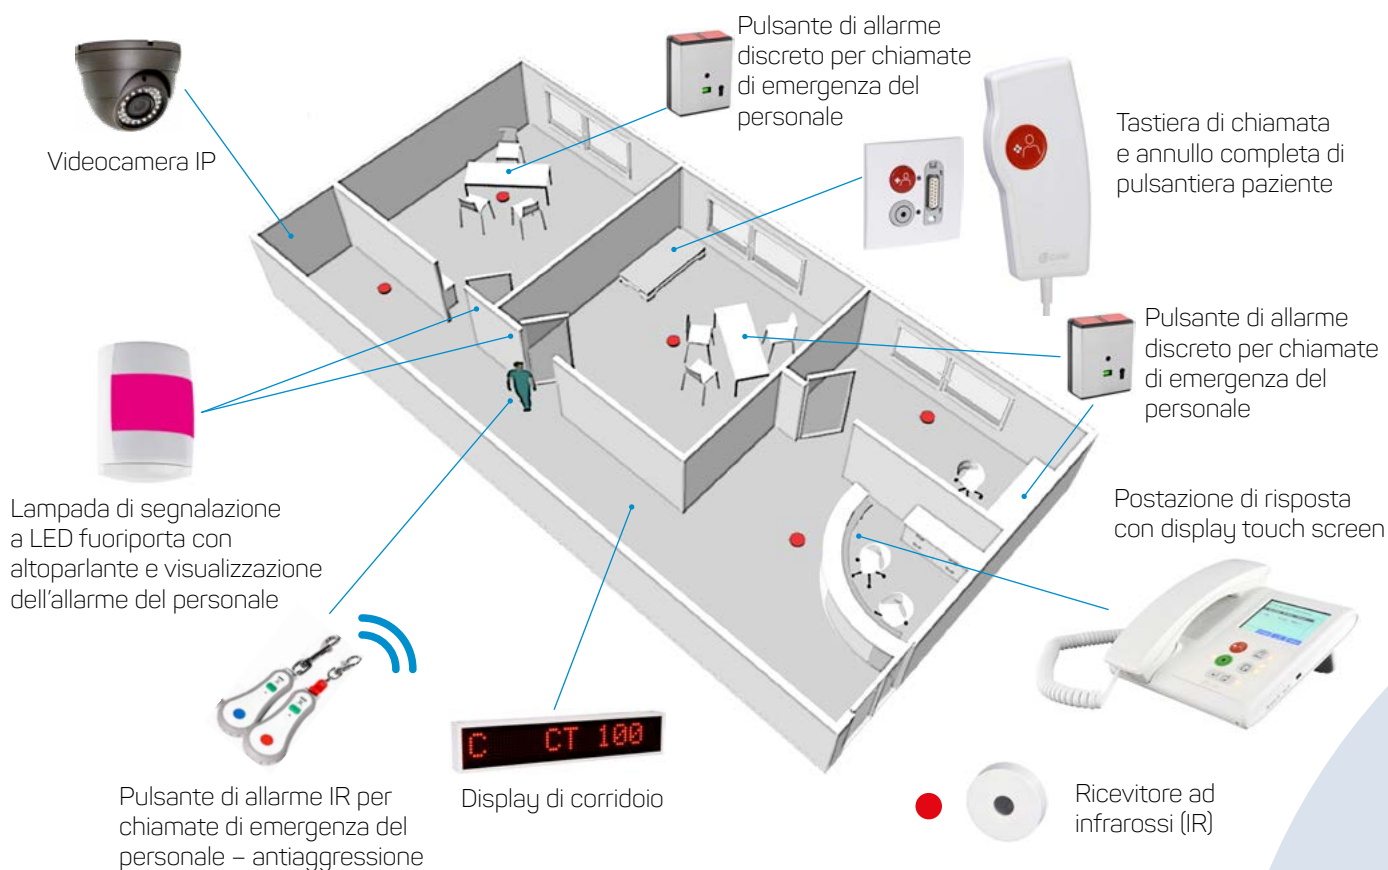 Pulsante di allarme
discreto per chiamate
di emergenza del
personale
Videocamera IP
Tastiera di chiamata
e annullo completa di
pulsantiera paziente
Pulsante di allarme
discreto per chiamate
di emergenza del
personale
Lampada di segnalazione
a LED fuoriporta con
altoparlante e visualizzazione
dell'allarme del personale
Postazione di risposta
con display touch screen
C CT 100
Display di corridoio
Pulsante di allarme IR per
chiamate di emergenza del
personale – antiaggressione
Ricevitore ad
infrarossi (IR)